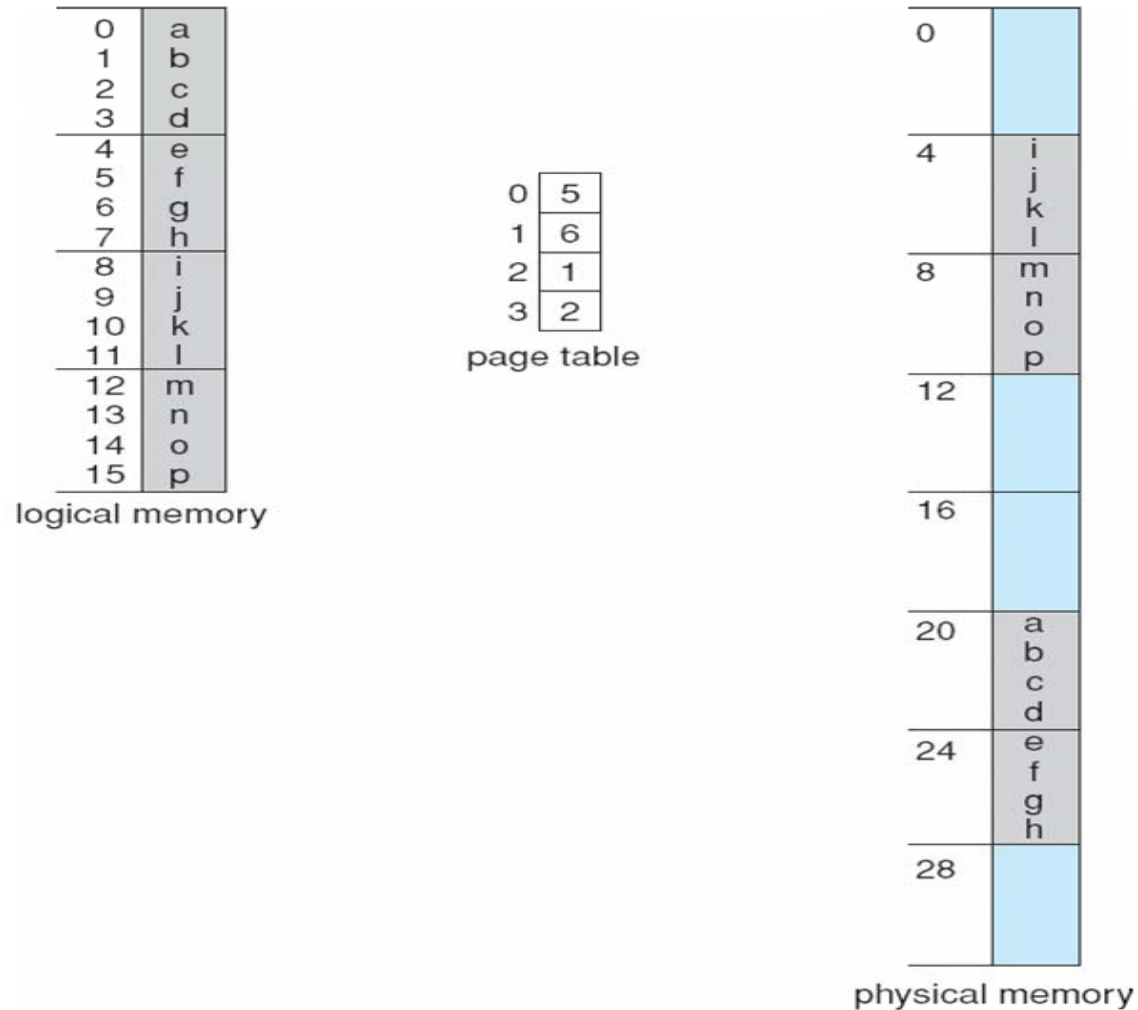 0 a
1 b
2 c
3 d
4 e
5 f
6 g
7 h
8 i
9 j
10 k
11 l
12 m
13 n
14 o
15 p
logical memory
0 5
1 6
2 1
3 2
page table
0
4 i
j
k
l
8 m
n
o
p
12
16
20 a
b
c
d
24 e
f
g
h
28
physical memory